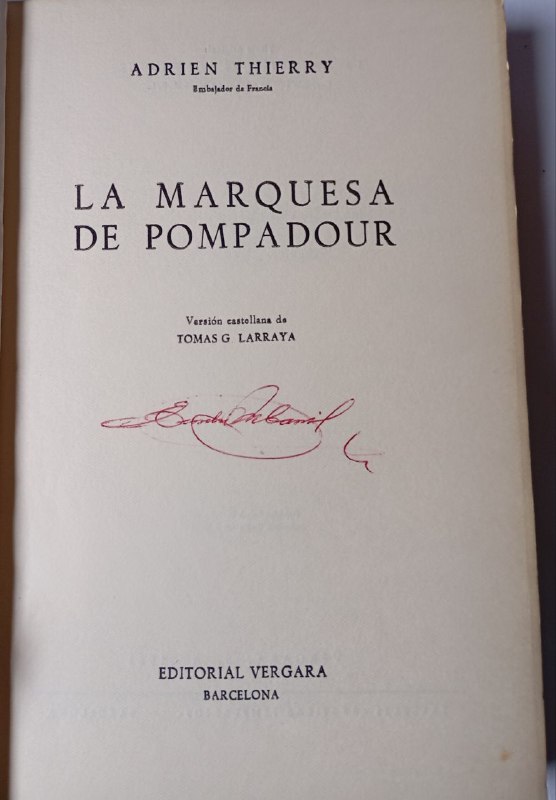 ADRIEN THIERRY
Embajador de Francia
LA MARQUESA
DE POMPADOUR
Versión castellana de
TOMAS G LARRAYA
EDITORIAL VERGARA
BARCELONA